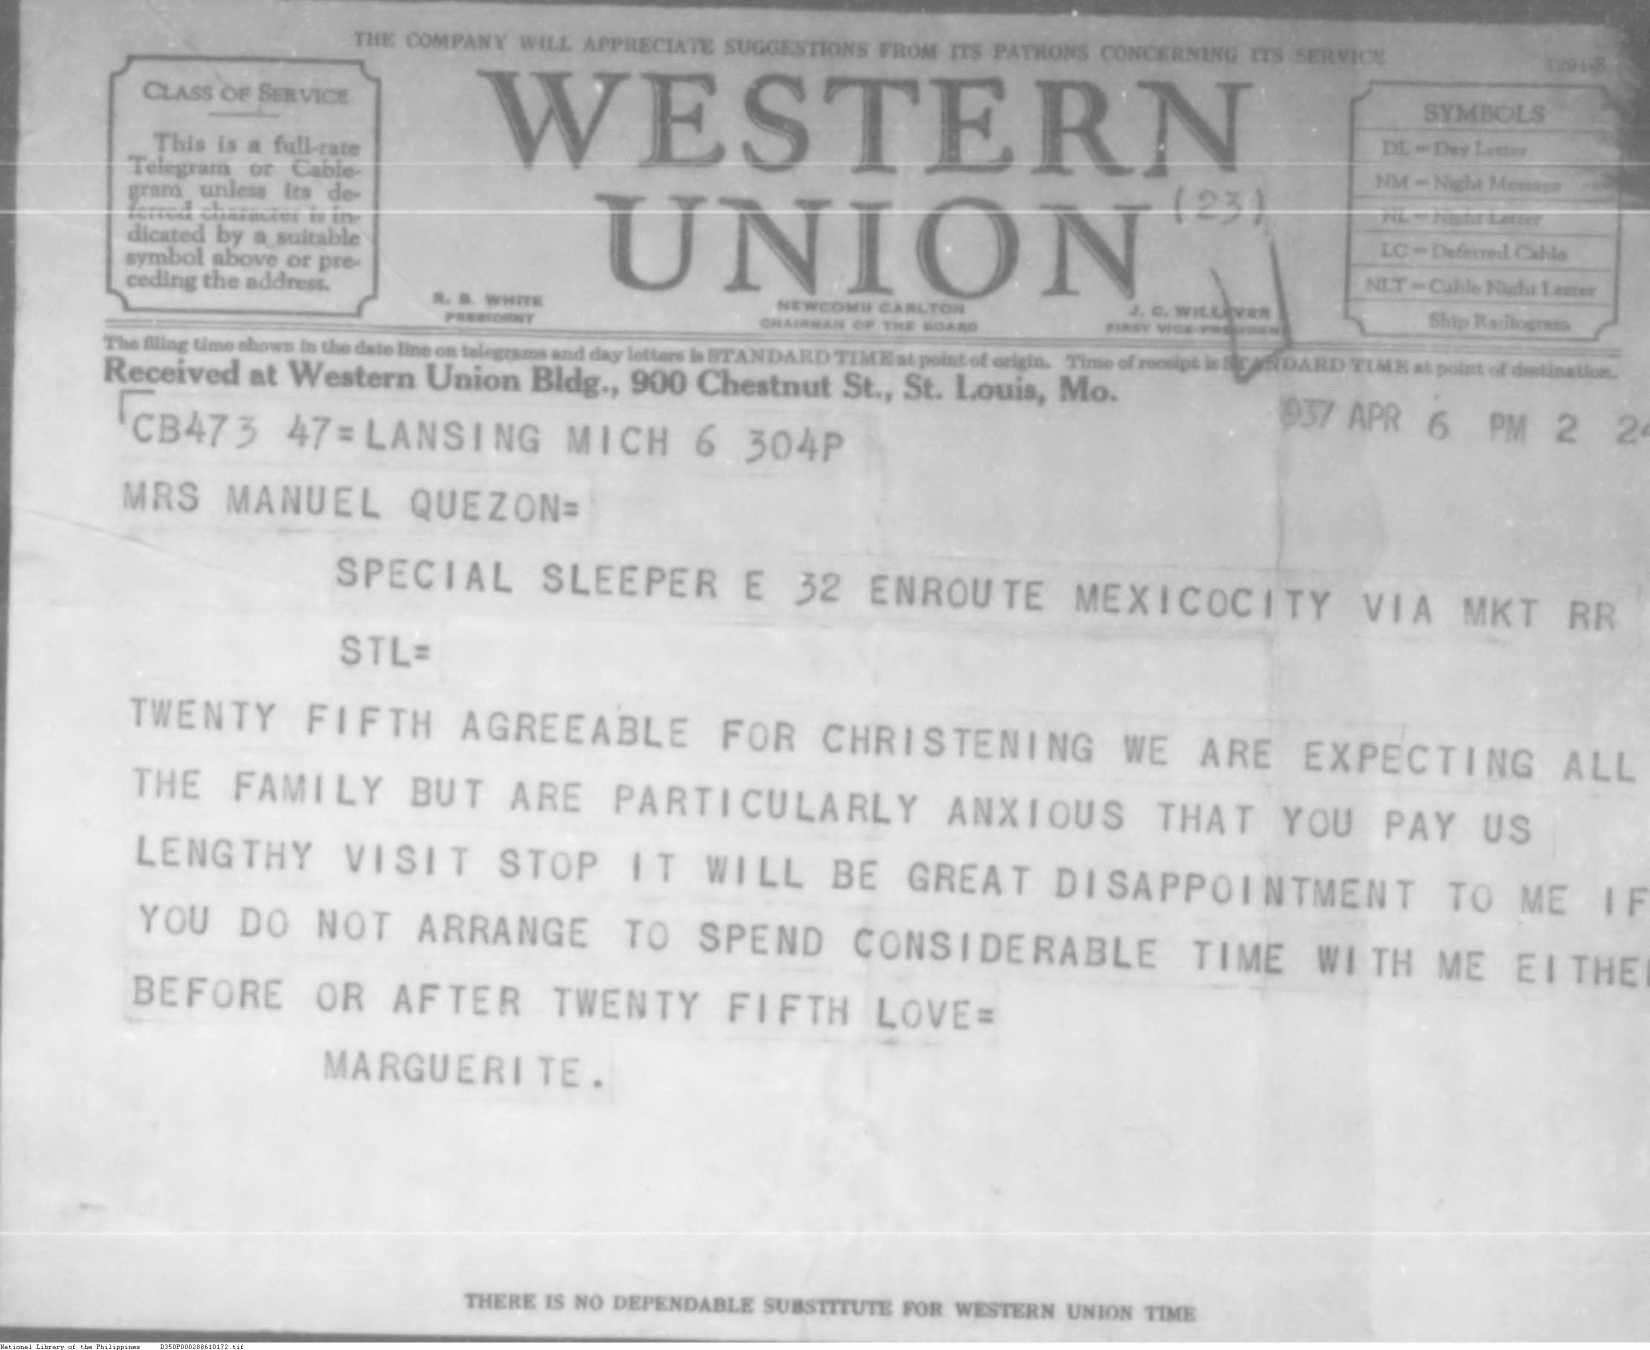 THE COMPANY WILL APPRECIATE SUGGESTIONS FROM ITS PATRONS CONCERNING ITS SERVICE
CLASS OF SERVICE
This is a full-rate
Telegram or Cable-
gram unless its de-
ferred character is in-
dicated by a suitable
symbol above or pre-
ceding the address.
WESTERN
UNION
(23)
R. B. WHITE
PRESIDENT
NEWCOMB CARLTON
CHAIRMAN OF THE BOARD
J. C. WILLEVER
FIRST VICE-PRESIDENT
SYMBOLS
DL = Day Letter
NM = Night Message
NL = Night Letter
LC = Deferred Cable
NLT = Cable Night Letter
Ship Radiogram
The filing time shown in the date line on telegrams and day letters is STANDARD TIME at point of origin. Time of receipt is STANDARD TIME at point of destination.
Received at Western Union Bldg., 900 Chestnut St., St. Louis, Mo.
1937 APR 6 PM 2 24
CB473 47=LANSING MICH 6 304P
MRS MANUEL QUEZON=
SPECIAL SLEEPER E 32 ENROUTE MEXICOCITY VIA MKT RR
STL=
TWENTY FIFTH AGREEABLE FOR CHRISTENING WE ARE EXPECTING ALL
THE FAMILY BUT ARE PARTICULARLY ANXIOUS THAT YOU PAY US
LENGTHY VISIT STOP IT WILL BE GREAT DISAPPOINTMENT TO ME IF
YOU DO NOT ARRANGE TO SPEND CONSIDERABLE TIME WITH ME EITHE
BEFORE OR AFTER TWENTY FIFTH LOVE=
MARGUERITE.
THERE IS NO DEPENDABLE SUBSTITUTE FOR WESTERN UNION TIME
National Library of the Philippines D350P000288610172.tif